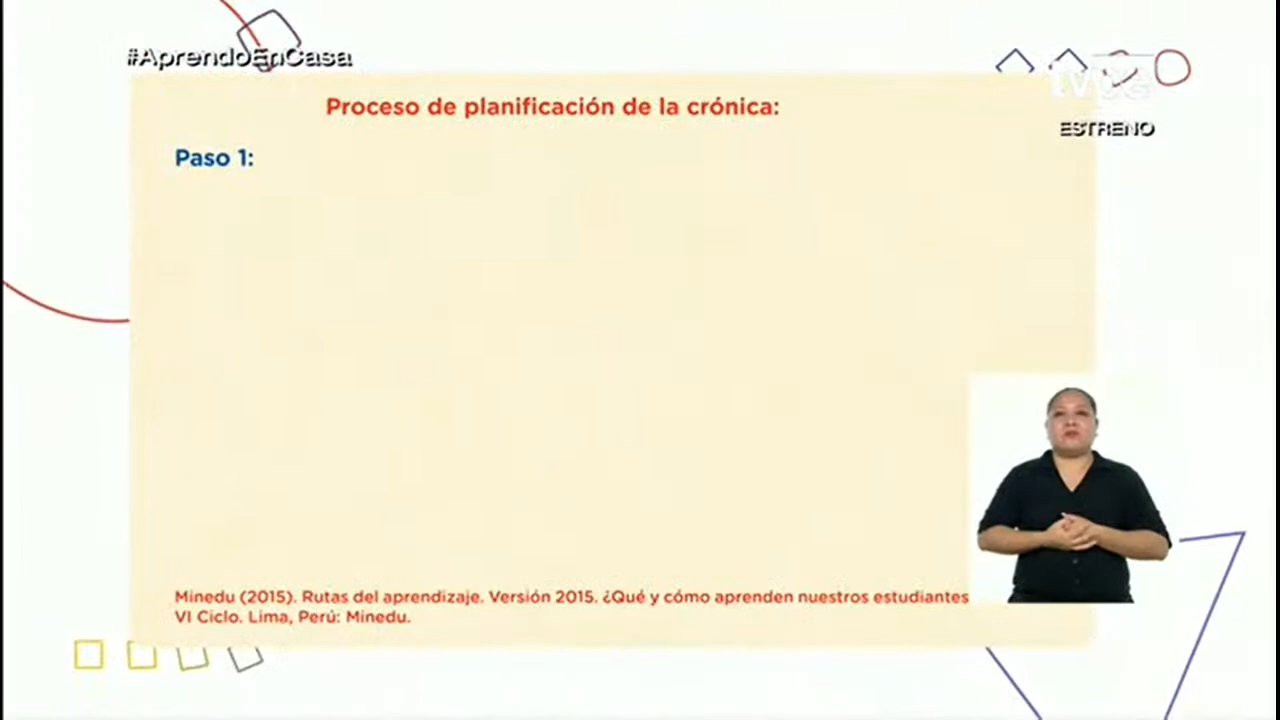 #AprendoEnCasa
Proceso de planificación de la crónica:
ESTRENO
Paso 1:
Minedu (2015). Rutas del aprendizaje. Versión 2015. ¿Qué y cómo aprenden nuestros estudiantes
VI Ciclo. Lima, Perú: Minedu.